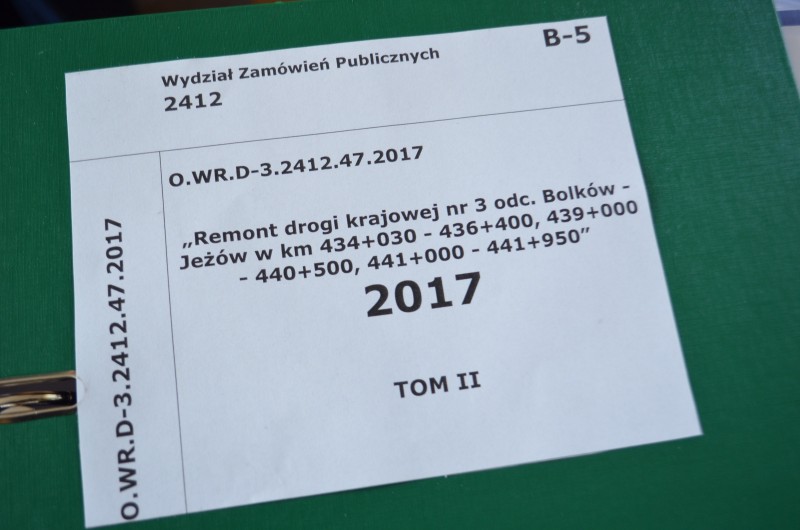 Wydział Zamówień Publicznych
B-5
2412
O.WR.D-3.2412.47.2017
O.WR.D-3.2412.47.2017
„Remont drogi krajowej nr 3 odc. Bolków -
Jeżów w km 434+030 - 436+400, 439+000
- 440+500, 441+000 - 441+950”
2017
TOM II